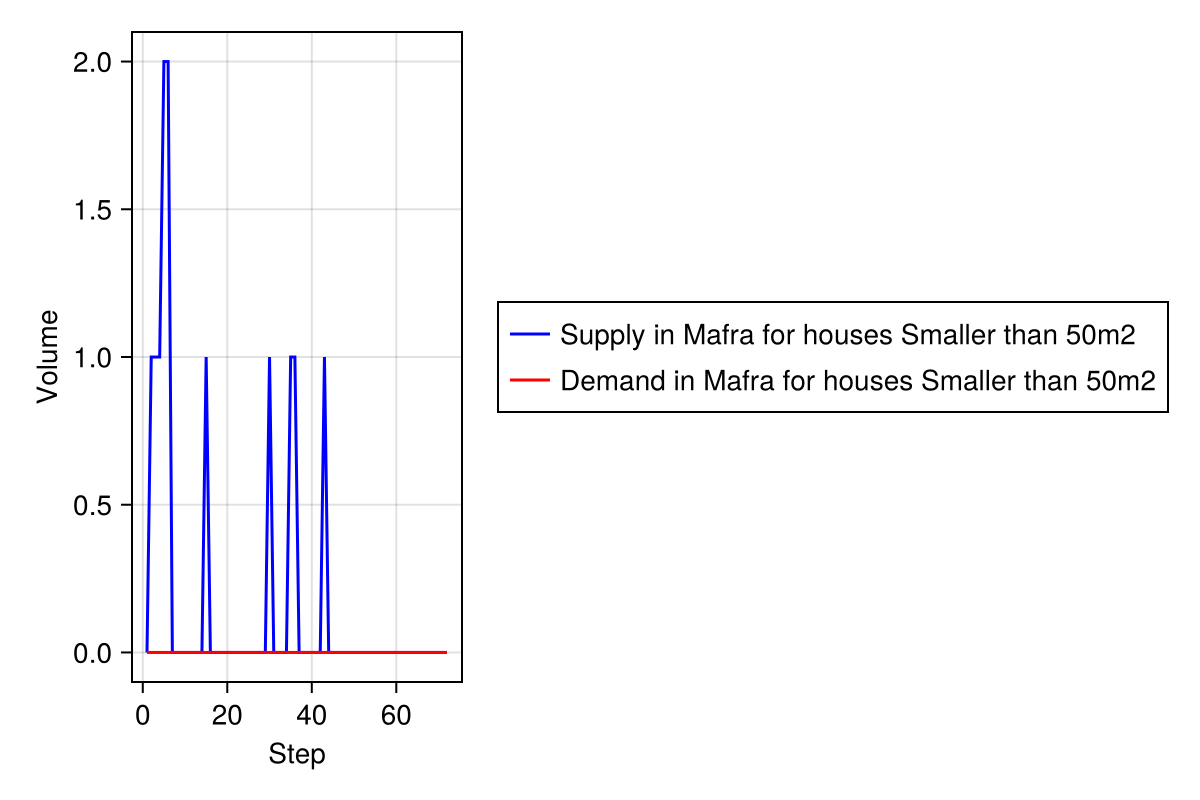 2.0
1.5
1.0
0.5
0.0
Volume
0 20 40 60
Step
Supply in Mafra for houses Smaller than 50m2
Demand in Mafra for houses Smaller than 50m2